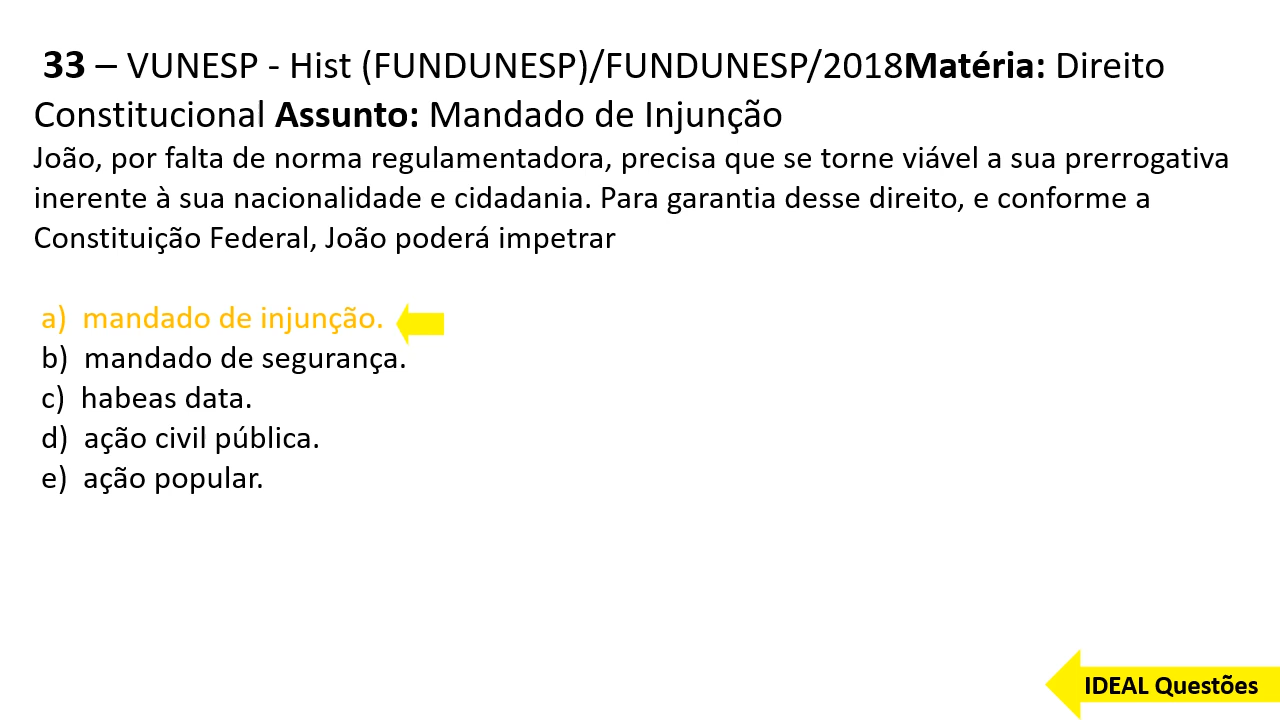 33 – VUNESP - Hist (FUNDUNESP)/FUNDUNESP/2018Matéria: Direito
Constitucional Assunto: Mandado de Injunção
João, por falta de norma regulamentadora, precisa que se torne viável a sua prerrogativa
inerente à sua nacionalidade e cidadania. Para garantia desse direito, e conforme a
Constituição Federal, João poderá impetrar
a) mandado de injunção.
b) mandado de segurança.
c) habeas data.
d) ação civil pública.
e) ação popular.
IDEAL Questões